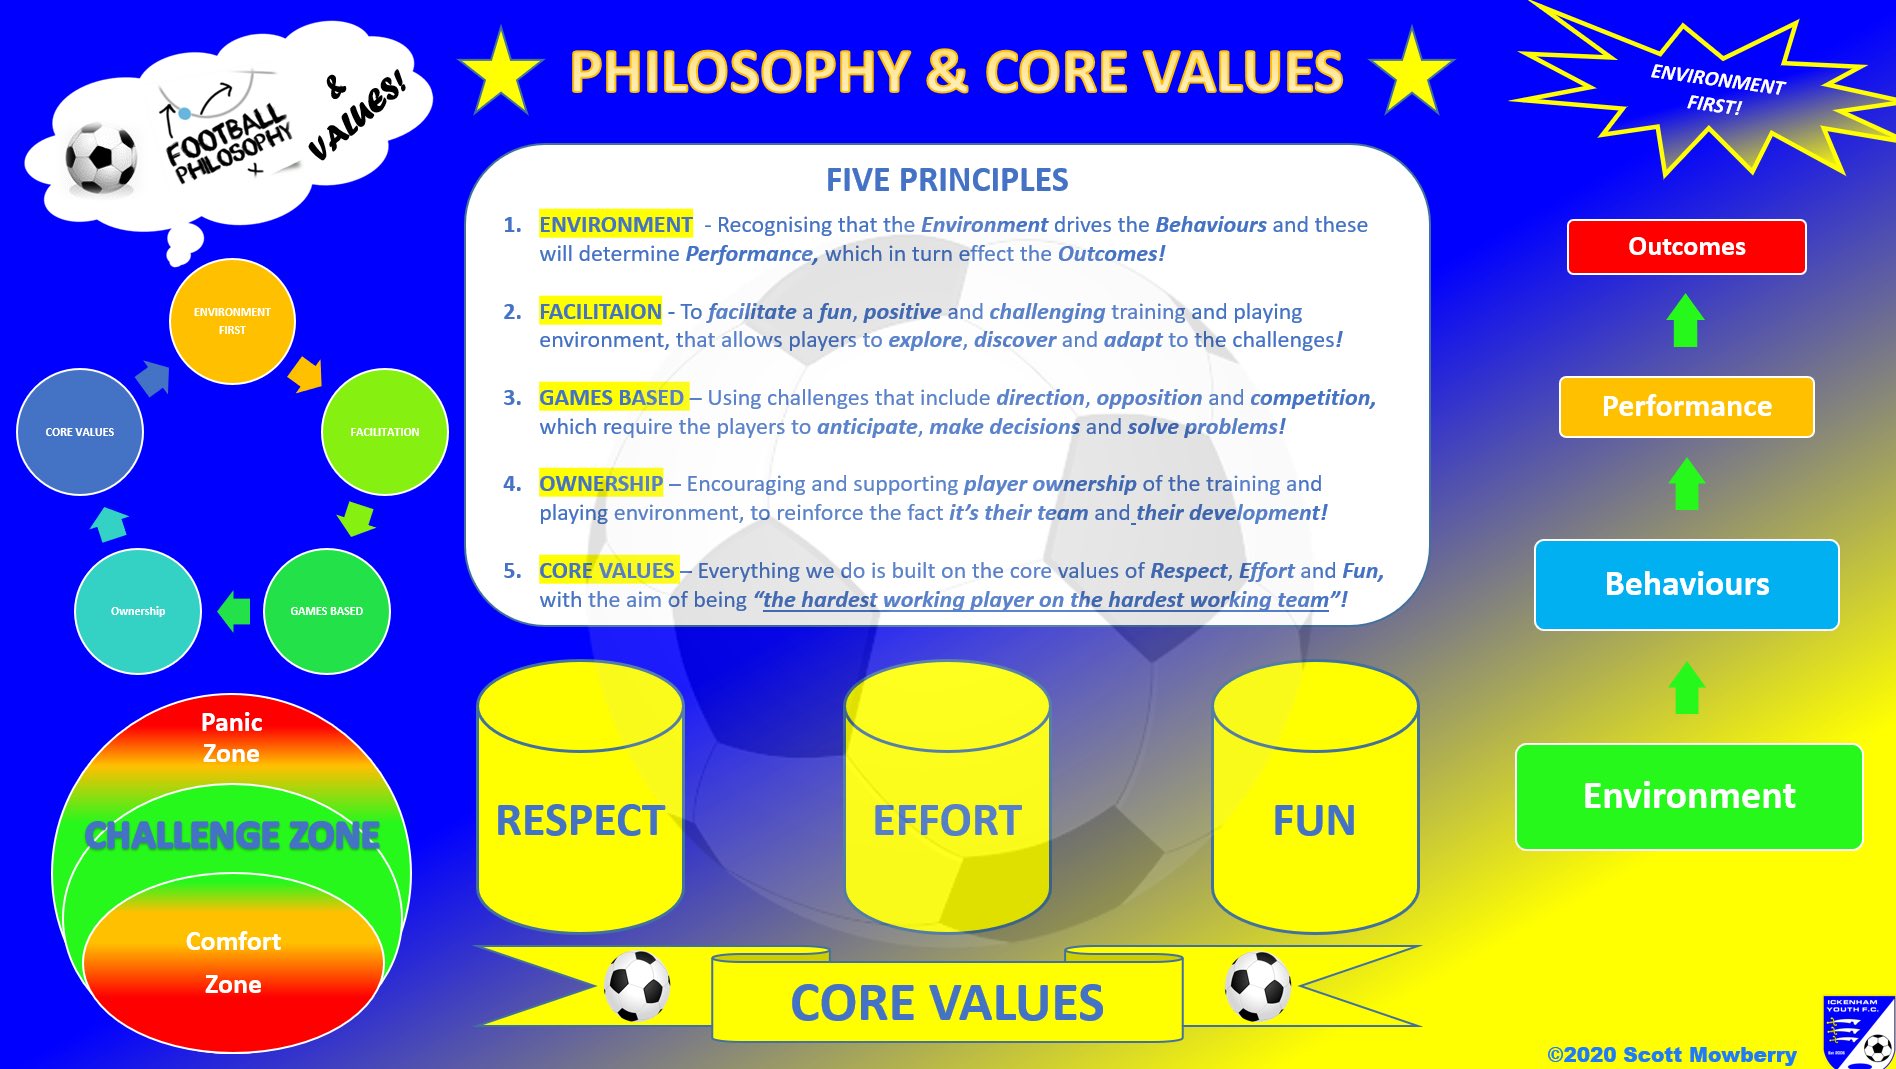 FOOTBALL
PHILOSOPHY
&
VALUES!
PHILOSOPHY & CORE VALUES
ENVIRONMENT
FIRST!
FIVE PRINCIPLES
1. ENVIRONMENT - Recognising that the Environment drives the Behaviours and these
will determine Performance, which in turn effect the Outcomes!
2. FACILITAION - To facilitate a fun, positive and challenging training and playing
environment, that allows players to explore, discover and adapt to the challenges!
3. GAMES BASED – Using challenges that include direction, opposition and competition,
which require the players to anticipate, make decisions and solve problems!
4. OWNERSHIP – Encouraging and supporting player ownership of the training and
playing environment, to reinforce the fact it's their team and their development!
5. CORE VALUES – Everything we do is built on the core values of Respect, Effort and Fun,
with the aim of being “the hardest working player on the hardest working team”!
ENVIRONMENT
FIRST
FACILITATION
GAMES BASED
Ownership
CORE VALUES
Panic
Zone
CHALLENGE ZONE
Comfort
Zone
RESPECT
EFFORT
FUN
CORE VALUES
Outcomes
Performance
Behaviours
Environment
ICKENHAM
YOUTH F.C.
©2020 Scott Mowberry